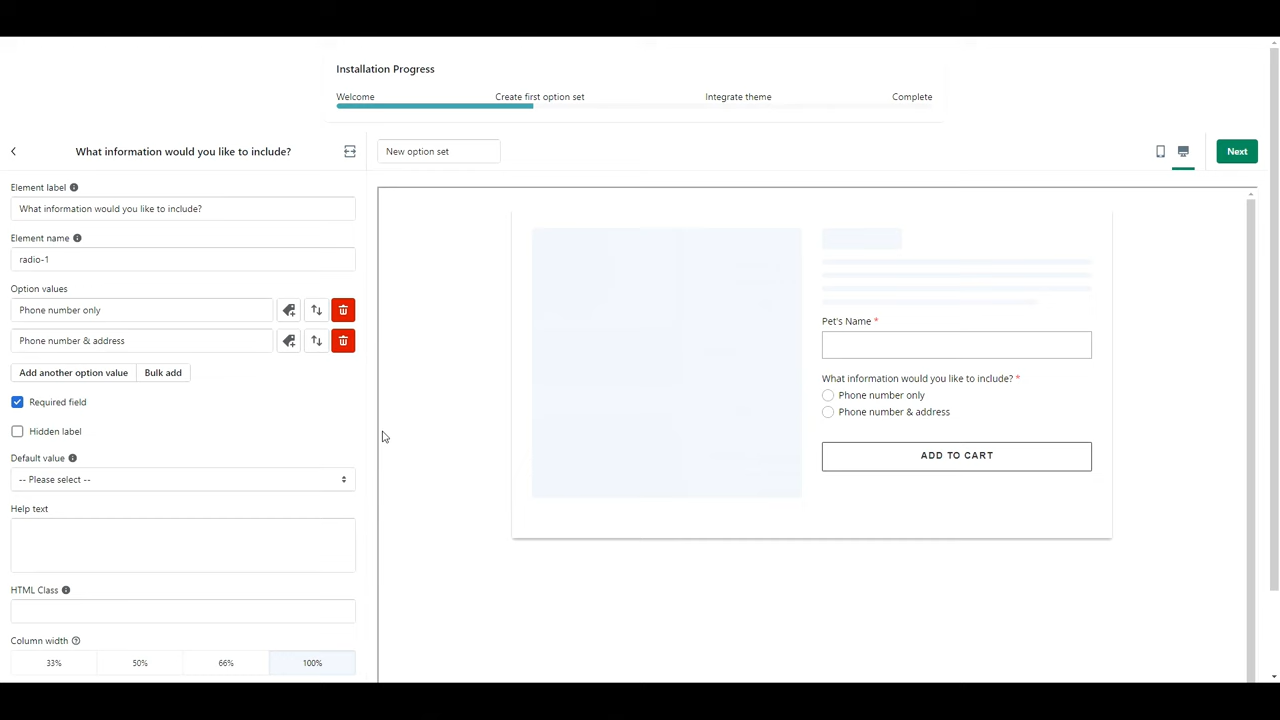 Installation Progress
Welcome Create first option set Integrate theme Complete
What information would you like to include?
New option set
Next
Element label
What information would you like to include?
Element name
radio-1
Option values
Phone number only
Phone number & address
Add another option value Bulk add
Required field
Hidden label
Default value
-- Please select --
Help text
HTML Class
Column width
33% 50% 66% 100%
Pet's Name *
What information would you like to include? *
Phone number only
Phone number & address
ADD TO CART